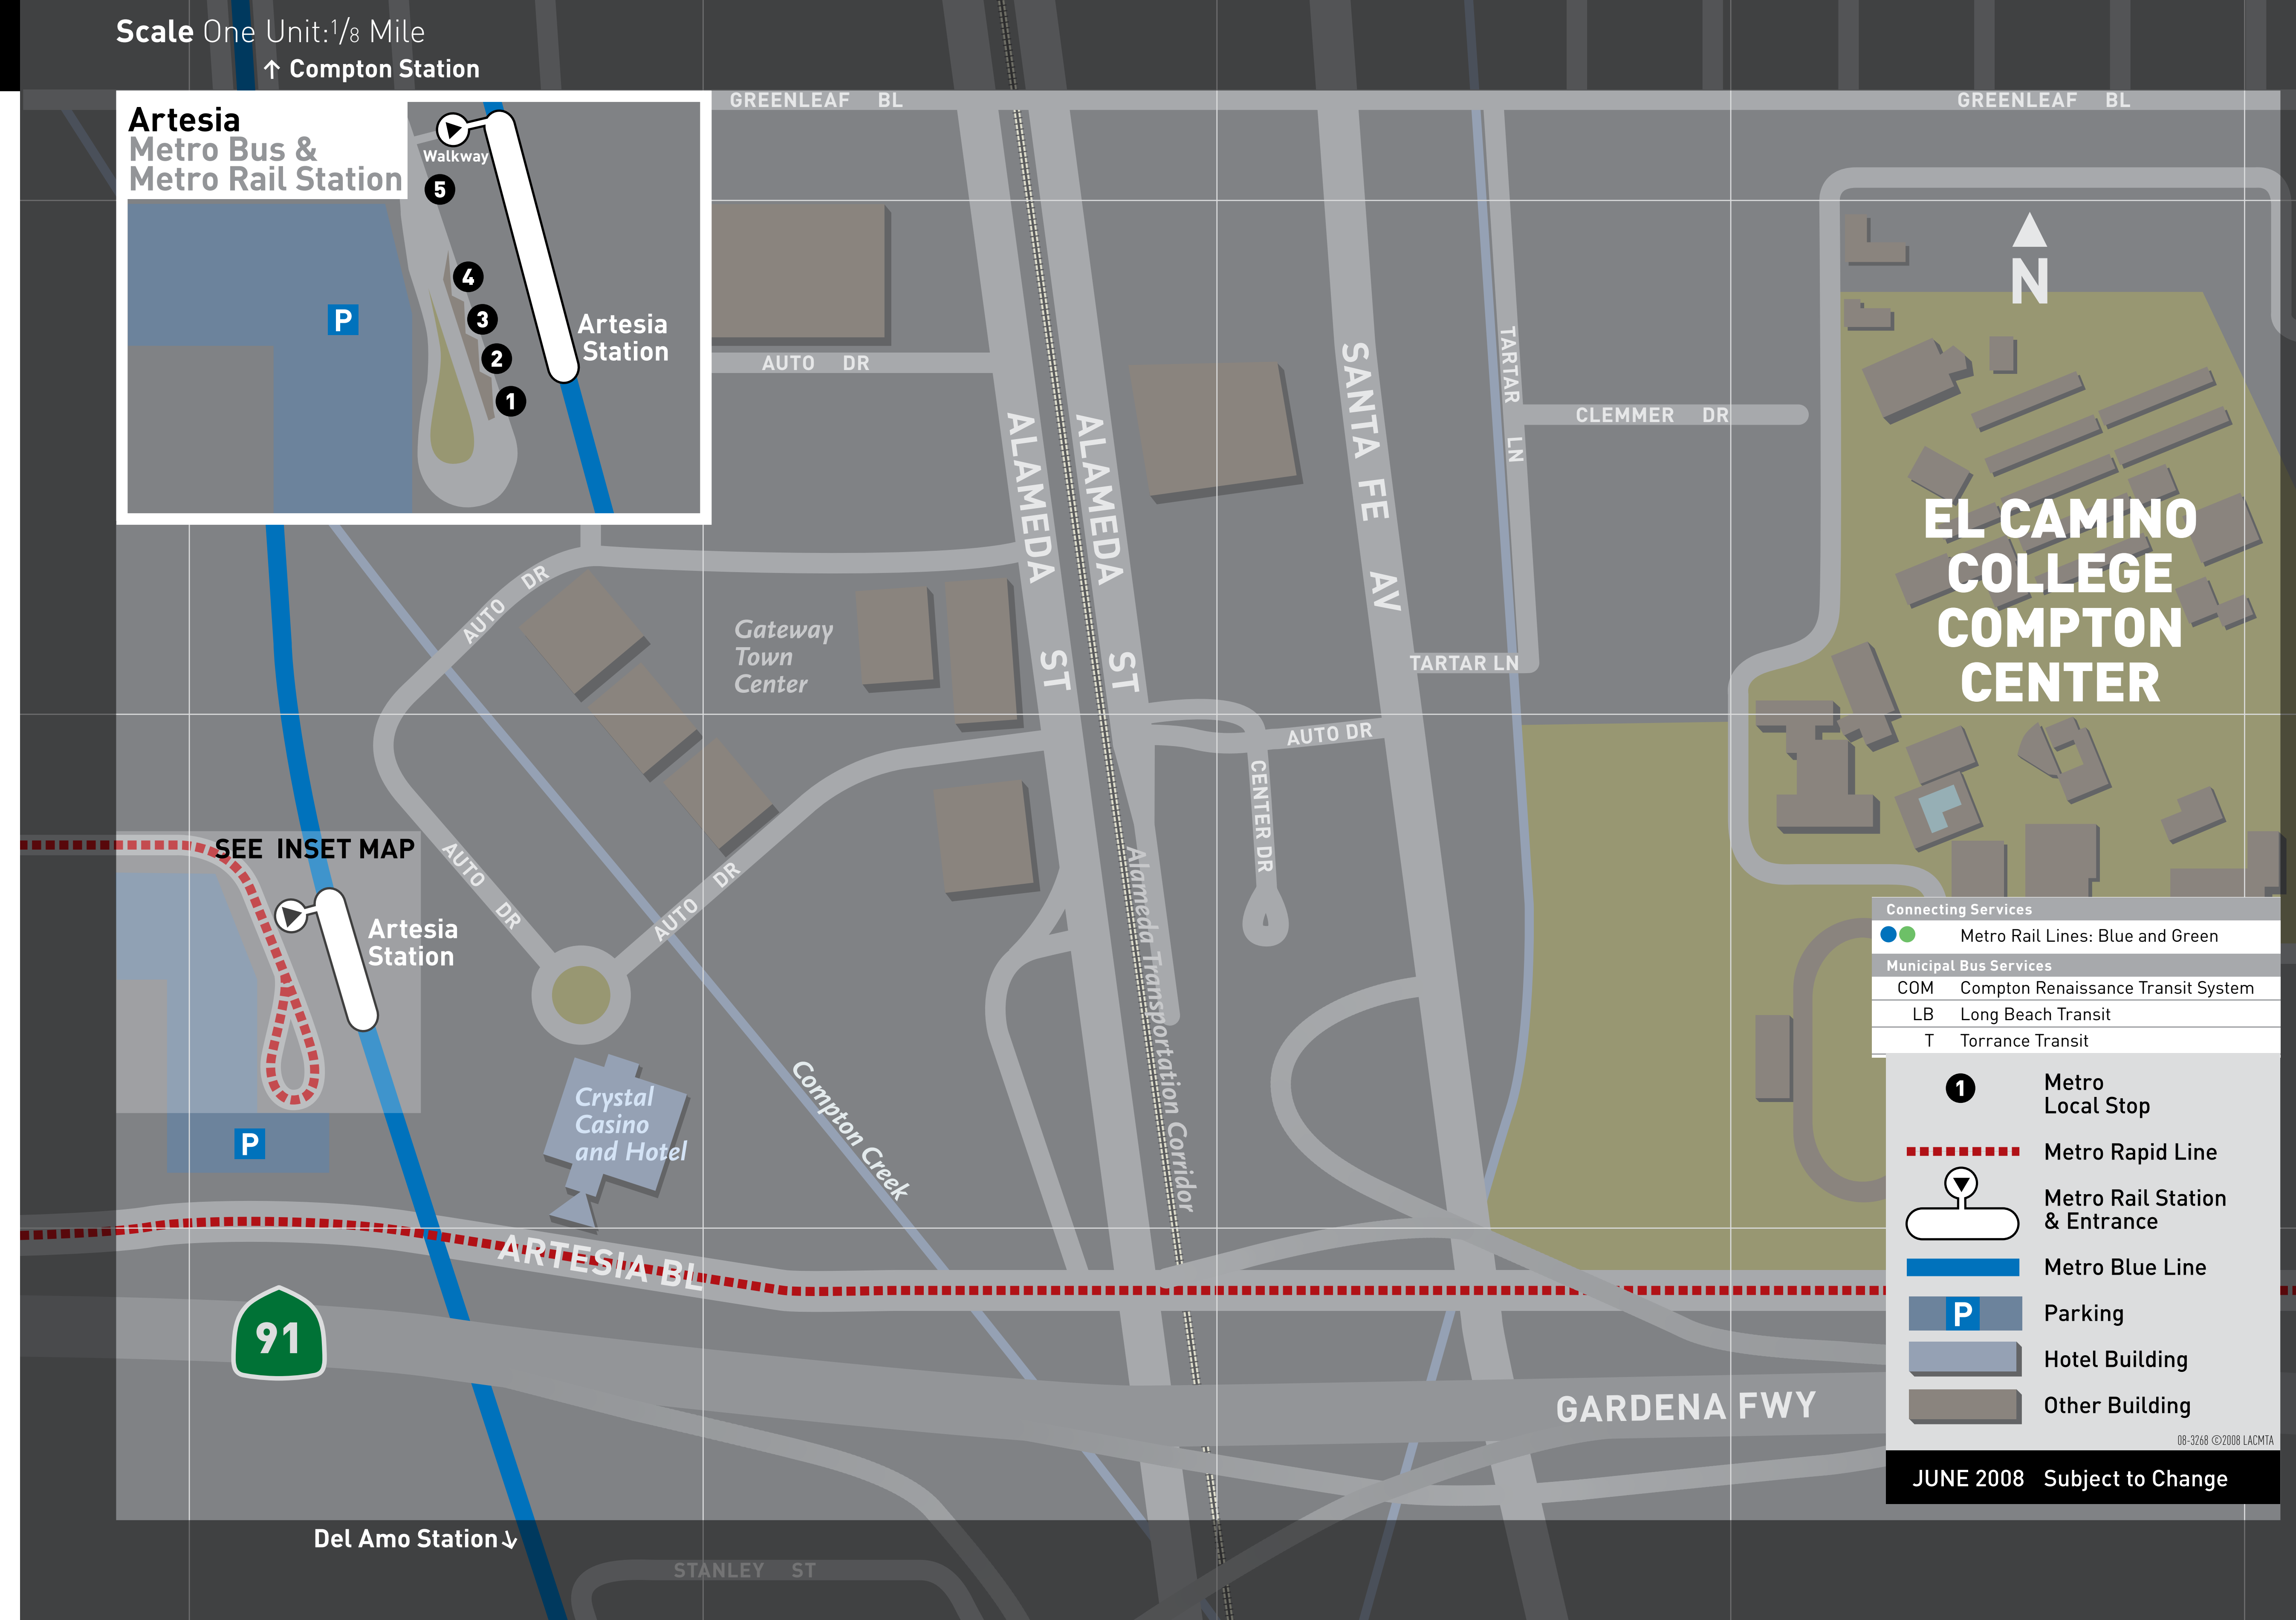 Scale One Unit: 1/8 Mile
↑ Compton Station
Artesia
Metro Bus &
Metro Rail Station
Walkway
5
4
3
2
1
P
Artesia
Station
GREENLEAF BL
GREENLEAF BL
AUTO DR
ALAMEDA ST
ALAMEDA ST
SANTA FE AV
TARTAR LN
CLEMMER DR
TARTAR LN
N
EL CAMINO
COLLEGE
COMPTON
CENTER
AUTO DR
Gateway
Town
Center
AUTO DR
CENTER DR
SEE INSET MAP
Artesia
Station
AUTO DR
AUTO DR
Alameda Transportation Corridor
P
Crystal
Casino
and Hotel
Compton Creek
ARTESIA BL
91
GARDENA FWY
Del Amo Station ↓
STANLEY ST
Connecting Services
Metro Rail Lines: Blue and Green
Municipal Bus Services
COM Compton Renaissance Transit System
LB Long Beach Transit
T Torrance Transit
1 Metro
Local Stop
Metro Rapid Line
Metro Rail Station
& Entrance
Metro Blue Line
P Parking
Hotel Building
Other Building
08-3268 ©2008 LACMTA
JUNE 2008 Subject to Change